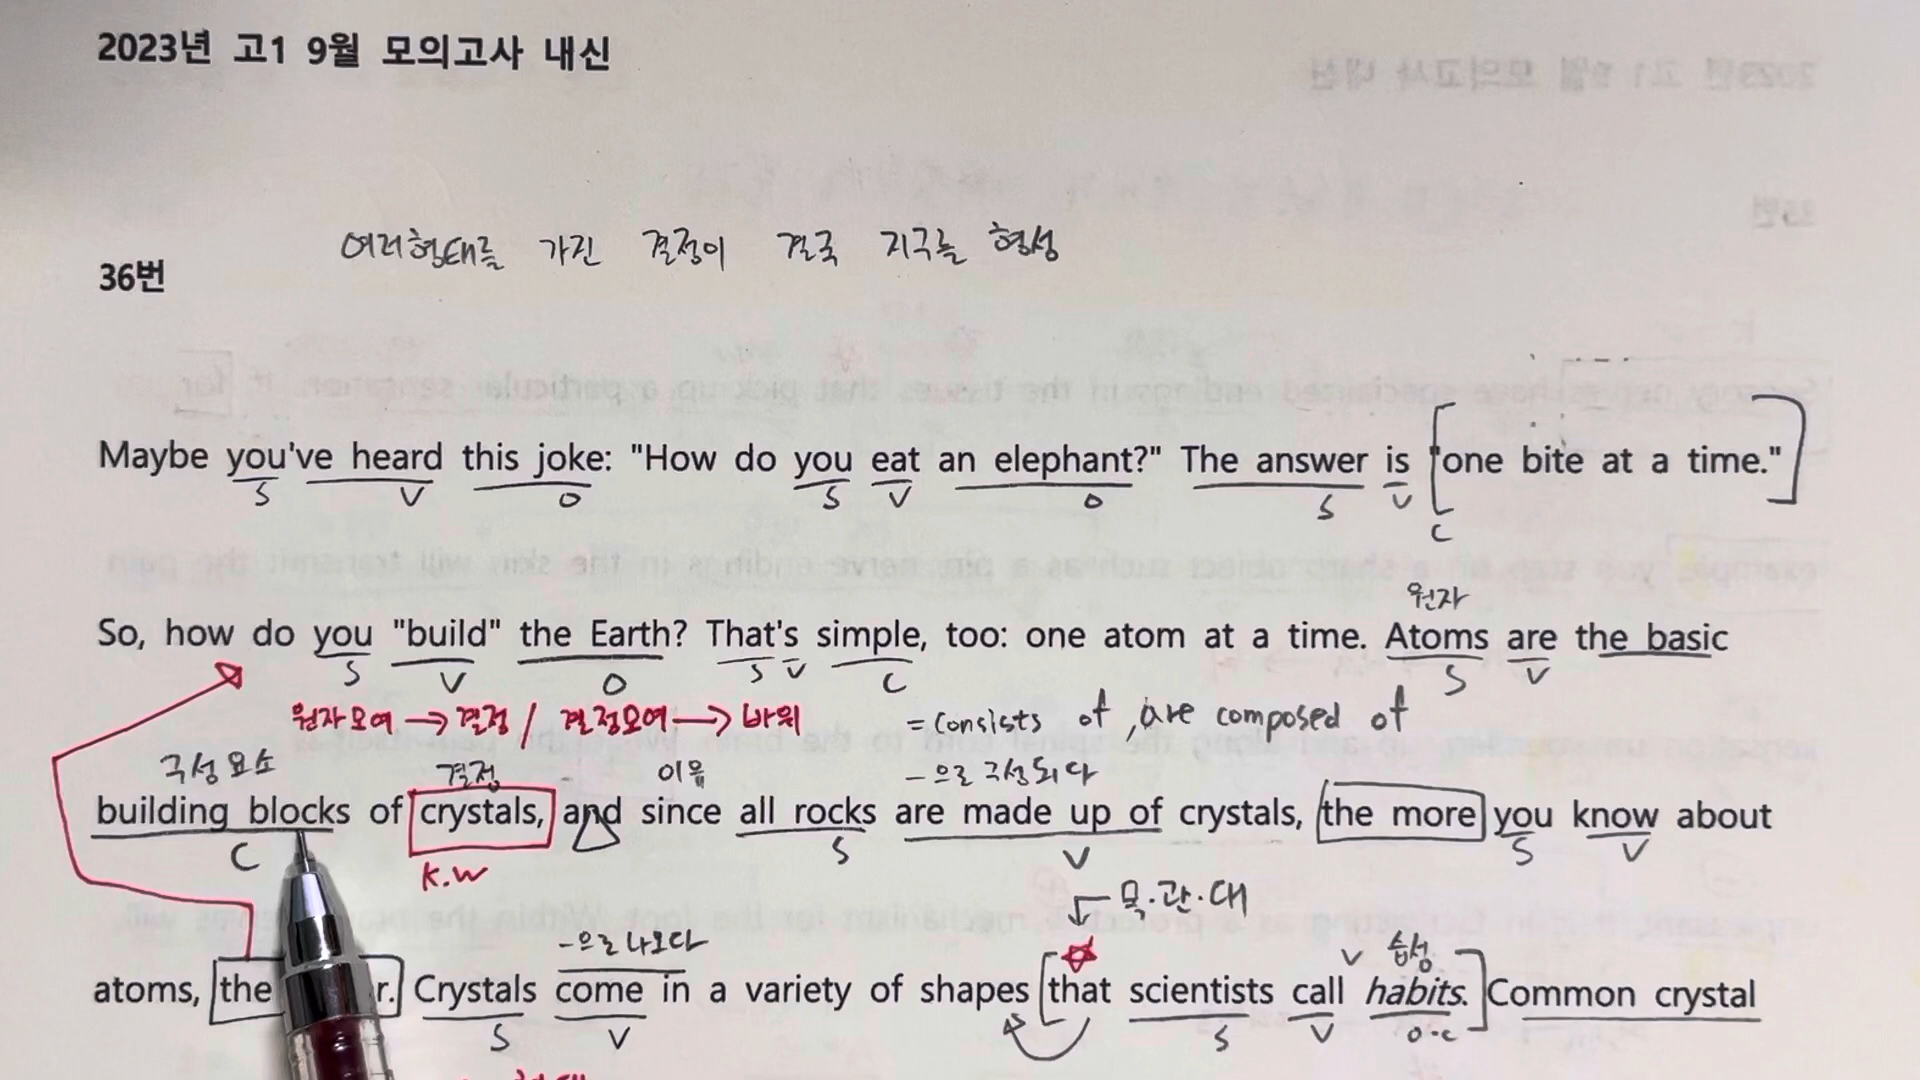 2023년 고1 9월 모의고사 내신
여러형태를 가진 결정이 결국 지구를 형성
36번
Maybe you've heard this joke: "How do you eat an elephant?" The answer is "one bite at a time."
S V O S V O S V C
원자
So, how do you "build" the Earth? That's simple, too: one atom at a time. Atoms are the basic
S V O S V C S V
원자모여 → 결정 / 결정모여 → 바위 = consists of , are composed of
구성 요소 결정 이유 -으로 구성되다
building blocks of crystals, and since all rocks are made up of crystals, the more you know about
C K.W S V S V
목.관.대
-으로 나오다 V 습성
atoms, the r. Crystals come in a variety of shapes that scientists call habits. Common crystal
S V S V O.C